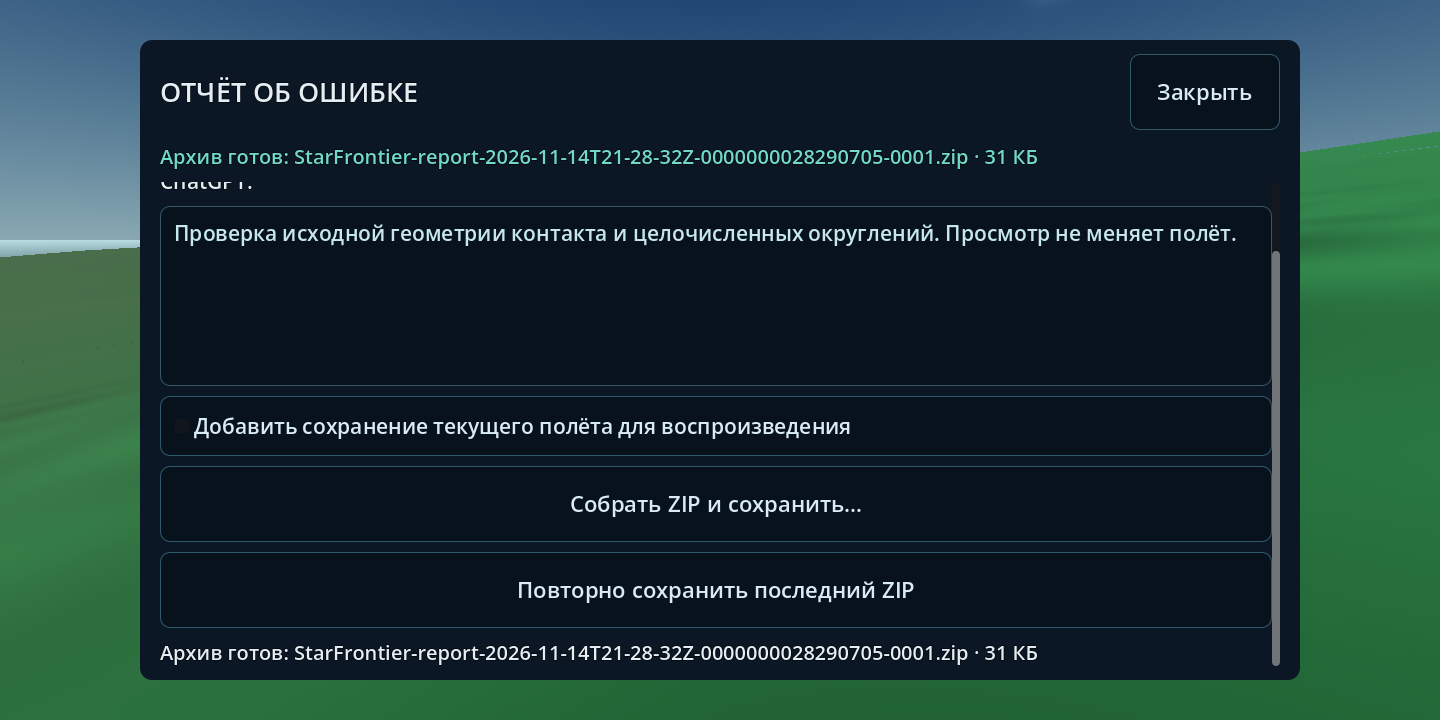 ОТЧЁТ ОБ ОШИБКЕ
Закрыть
Архив готов: StarFrontier-report-2026-11-14T21-28-32Z-0000000028290705-0001.zip · 31 КБ
ChatGPT:
Проверка исходной геометрии контакта и целочисленных округлений. Просмотр не меняет полёт.
Добавить сохранение текущего полёта для воспроизведения
Собрать ZIP и сохранить...
Повторно сохранить последний ZIP
Архив готов: StarFrontier-report-2026-11-14T21-28-32Z-0000000028290705-0001.zip · 31 КБ